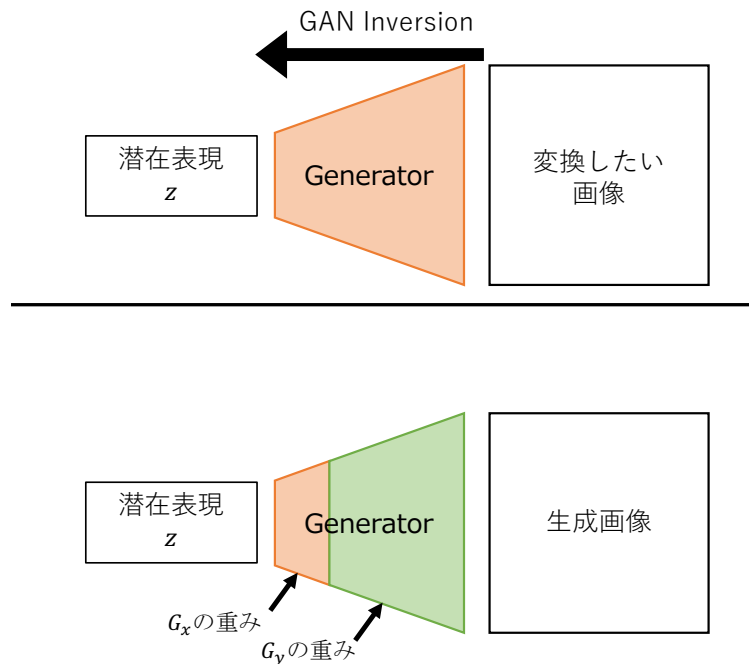 GAN Inversion
潜在表現
z
Generator
変換したい
画像
潜在表現
z
Generator
生成画像
G_xの重み
G_yの重み